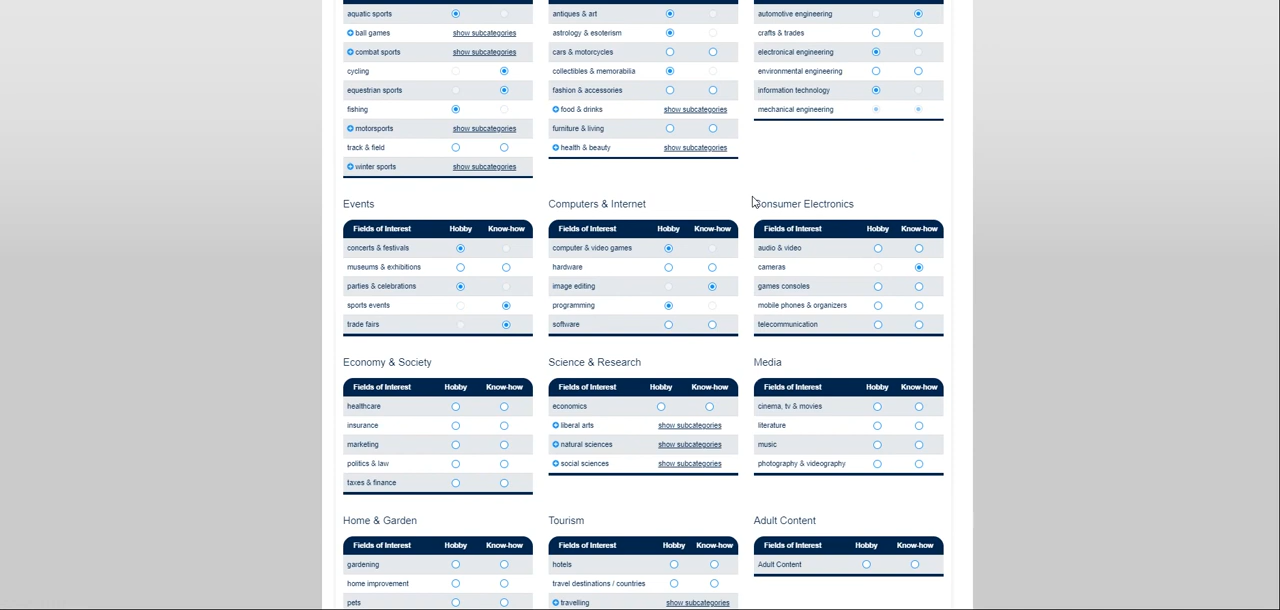 aquatic sports
ball games show subcategories
combat sports show subcategories
cycling
equestrian sports
fishing
motorsports show subcategories
track & field
winter sports show subcategories
antiques & art
astrology & esoterism
cars & motorcycles
collectibles & memorabilia
fashion & accessories
food & drinks show subcategories
furniture & living
health & beauty show subcategories
automotive engineering
crafts & trades
electronical engineering
environmental engineering
information technology
mechanical engineering
Events
Fields of Interest Hobby Know-how
concerts & festivals
museums & exhibitions
parties & celebrations
sports events
trade fairs
Computers & Internet
Fields of Interest Hobby Know-how
computer & video games
hardware
image editing
programming
software
Consumer Electronics
Fields of Interest Hobby Know-how
audio & video
cameras
games consoles
mobile phones & organizers
telecommunication
Economy & Society
Fields of Interest Hobby Know-how
healthcare
insurance
marketing
politics & law
taxes & finance
Science & Research
Fields of Interest Hobby Know-how
economics
liberal arts show subcategories
natural sciences show subcategories
social sciences show subcategories
Media
Fields of Interest Hobby Know-how
cinema, tv & movies
literature
music
photography & videography
Home & Garden
Fields of Interest Hobby Know-how
gardening
home improvement
pets
Tourism
Fields of Interest Hobby Know-how
hotels
travel destinations / countries
travelling show subcategories
Adult Content
Fields of Interest Hobby Know-how
Adult Content